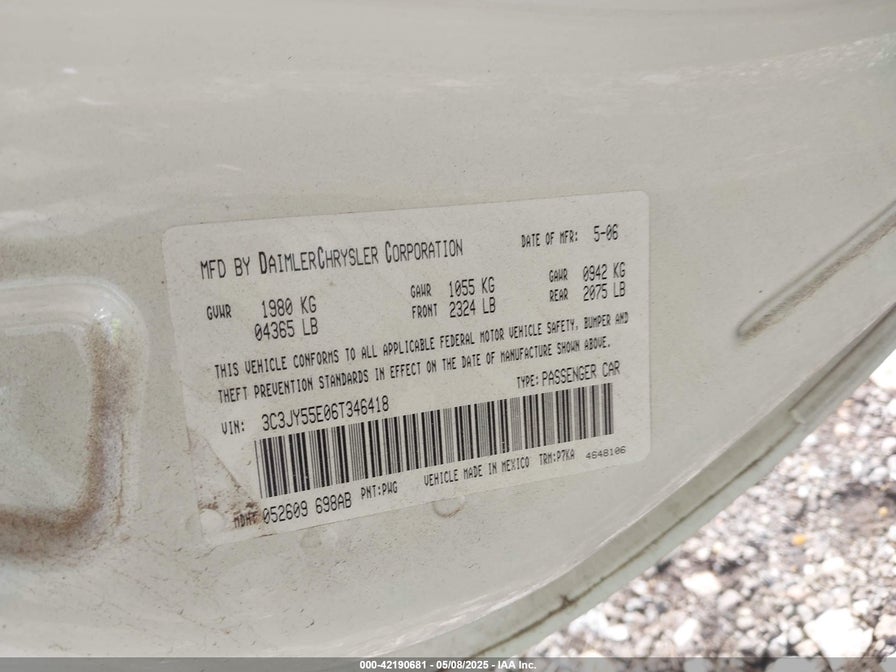 MFD BY DAIMLERCHRYSLER CORPORATION DATE OF MFR: 5-06
GVWR 1980 KG GAWR 1055 KG GAWR 0942 KG
04365 LB FRONT 2324 LB REAR 2075 LB
THIS VEHICLE CONFORMS TO ALL APPLICABLE FEDERAL MOTOR VEHICLE SAFETY, BUMPER AND
THEFT PREVENTION STANDARDS IN EFFECT ON THE DATE OF MANUFACTURE SHOWN ABOVE.
VIN: 3C3JY55E06T346418 TYPE: PASSENGER CAR
MDH: 052609 698AB PNT: PWG VEHICLE MADE IN MEXICO TRM: P7KA 4648106
000-42190681 - 05/08/2025 - IAA Inc.